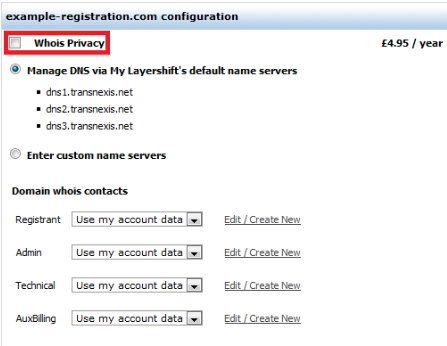 example-registration.com configuration
Whois Privacy £4.95 / year
Manage DNS via My Layershift's default name servers
dns1.transnexis.net
dns2.transnexis.net
dns3.transnexis.net
Enter custom name servers
Domain whois contacts
Registrant Use my account data Edit / Create New
Admin Use my account data Edit / Create New
Technical Use my account data Edit / Create New
AuxBilling Use my account data Edit / Create New